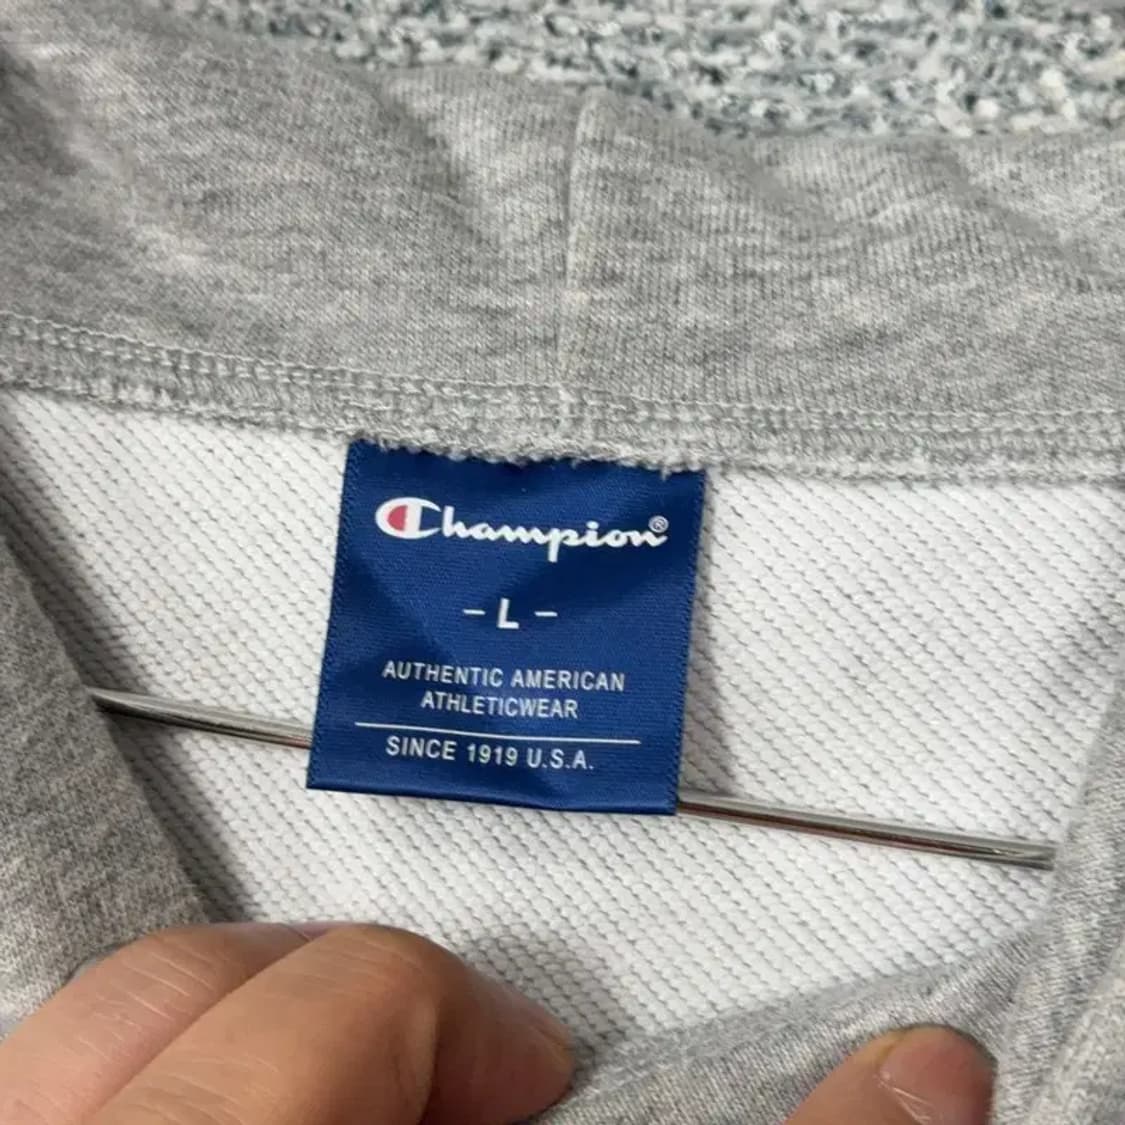 Champion®
- L -
AUTHENTIC AMERICAN
ATHLETICWEAR
SINCE 1919 U.S.A.